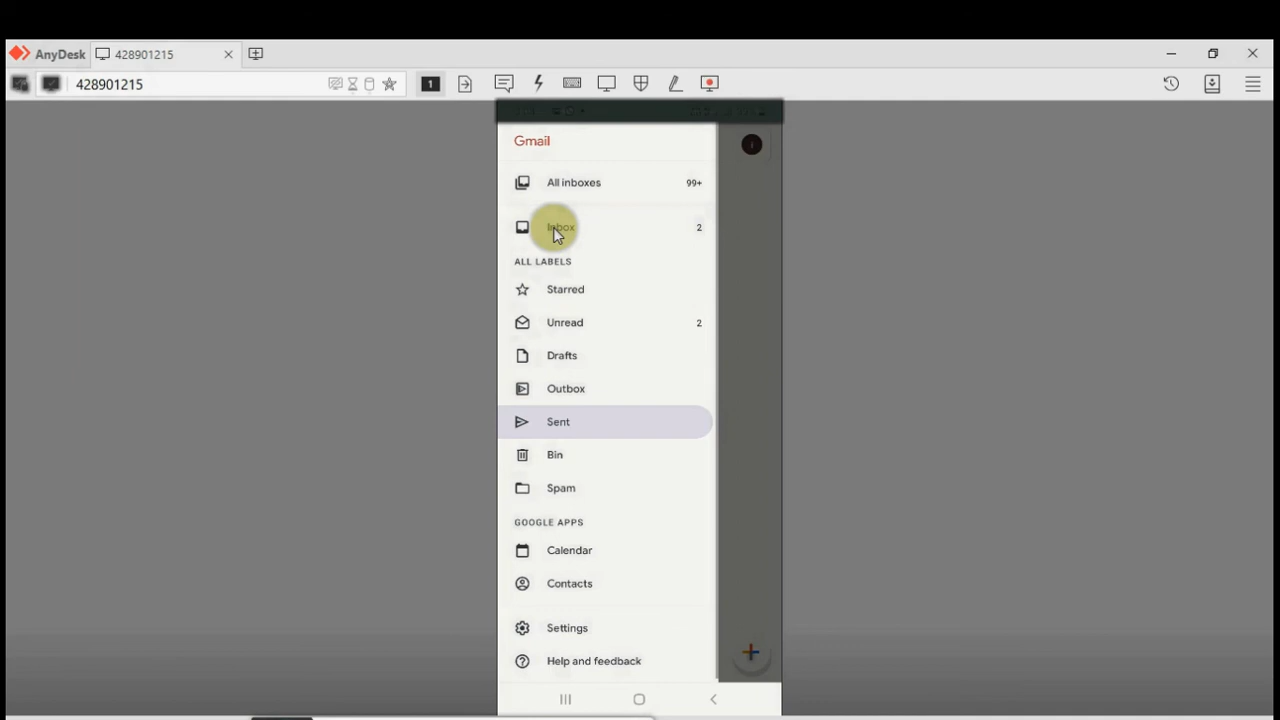 AnyDesk 428901215
428901215 1
Gmail
All inboxes 99+
Inbox 2
ALL LABELS
Starred
Unread 2
Drafts
Outbox
Sent
Bin
Spam
GOOGLE APPS
Calendar
Contacts
Settings
Help and feedback